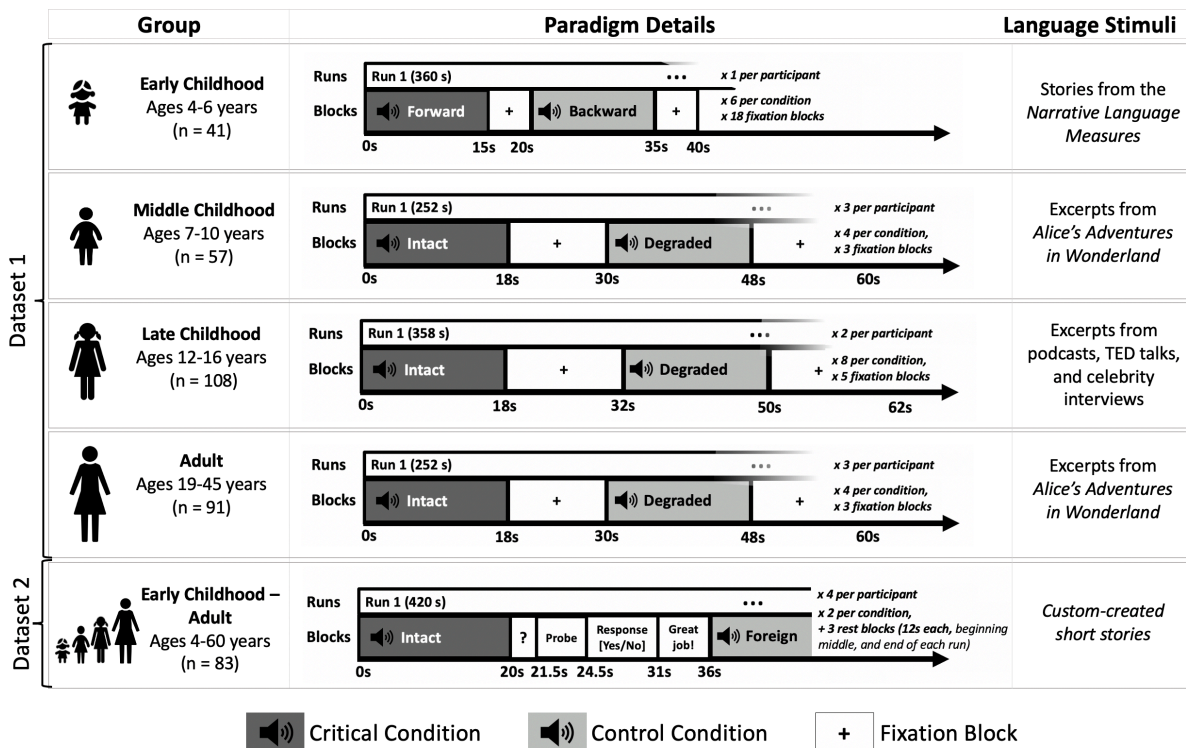 Group
Paradigm Details
Language Stimuli
Dataset 1
Early Childhood
Ages 4-6 years
(n = 41)
Runs
Run 1 (360 s)
...
x 1 per participant
Blocks
Forward
+
Backward
+
x 6 per condition
x 18 fixation blocks
0s
15s
20s
35s
40s
Stories from the
Narrative Language
Measures
Middle Childhood
Ages 7-10 years
(n = 57)
Runs
Run 1 (252 s)
...
x 3 per participant
Blocks
Intact
+
Degraded
+
x 4 per condition,
x 3 fixation blocks
0s
18s
30s
48s
60s
Excerpts from
Alice's Adventures
in Wonderland
Late Childhood
Ages 12-16 years
(n = 108)
Runs
Run 1 (358 s)
...
x 2 per participant
Blocks
Intact
+
Degraded
+
x 8 per condition,
x 5 fixation blocks
0s
18s
32s
50s
62s
Excerpts from
podcasts, TED talks,
and celebrity
interviews
Adult
Ages 19-45 years
(n = 91)
Runs
Run 1 (252 s)
...
x 3 per participant
Blocks
Intact
+
Degraded
+
x 4 per condition,
x 3 fixation blocks
0s
18s
30s
48s
60s
Excerpts from
Alice's Adventures
in Wonderland
Dataset 2
Early Childhood –
Adult
Ages 4-60 years
(n = 83)
Runs
Run 1 (420 s)
...
x 4 per participant
Blocks
Intact
?
Probe
Response
[Yes/No]
Great
job!
Foreign
x 2 per condition,
+ 3 rest blocks (12s each, beginning
middle, and end of each run)
0s
20s
21.5s
24.5s
31s
36s
Custom-created
short stories
Critical Condition
Control Condition
+
Fixation Block